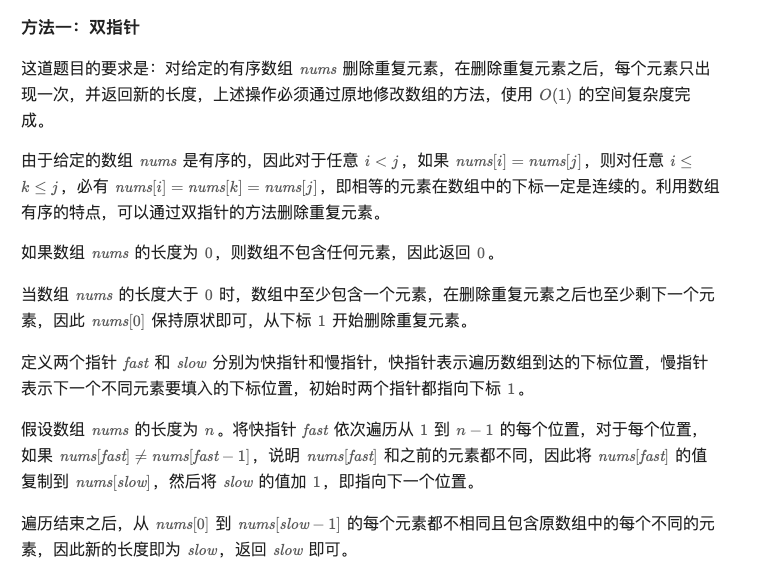 方法一：双指针
这道题目的要求是：对给定的有序数组 nums 删除重复元素，在删除重复元素之后，每个元素只出
现一次，并返回新的长度，上述操作必须通过原地修改数组的方法，使用 O(1) 的空间复杂度完
成。
由于给定的数组 nums 是有序的，因此对于任意 i < j，如果 nums[i] = nums[j]，则对任意 i ≤
k ≤ j，必有 nums[i] = nums[k] = nums[j]，即相等的元素在数组中的下标一定是连续的。利用数组
有序的特点，可以通过双指针的方法删除重复元素。
如果数组 nums 的长度为 0，则数组不包含任何元素，因此返回 0。
当数组 nums 的长度大于 0 时，数组中至少包含一个元素，在删除重复元素之后也至少剩下一个元
素，因此 nums[0] 保持原状即可，从下标 1 开始删除重复元素。
定义两个指针 fast 和 slow 分别为快指针和慢指针，快指针表示遍历数组到达的下标位置，慢指针
表示下一个不同元素要填入的下标位置，初始时两个指针都指向下标 1。
假设数组 nums 的长度为 n。将快指针 fast 依次遍历从 1 到 n − 1 的每个位置，对于每个位置，
如果 nums[fast] ≠ nums[fast − 1]，说明 nums[fast] 和之前的元素都不同，因此将 nums[fast] 的值
复制到 nums[slow]，然后将 slow 的值加 1，即指向下一个位置。
遍历结束之后，从 nums[0] 到 nums[slow − 1] 的每个元素都不相同且包含原数组中的每个不同的元
素，因此新的长度即为 slow，返回 slow 即可。